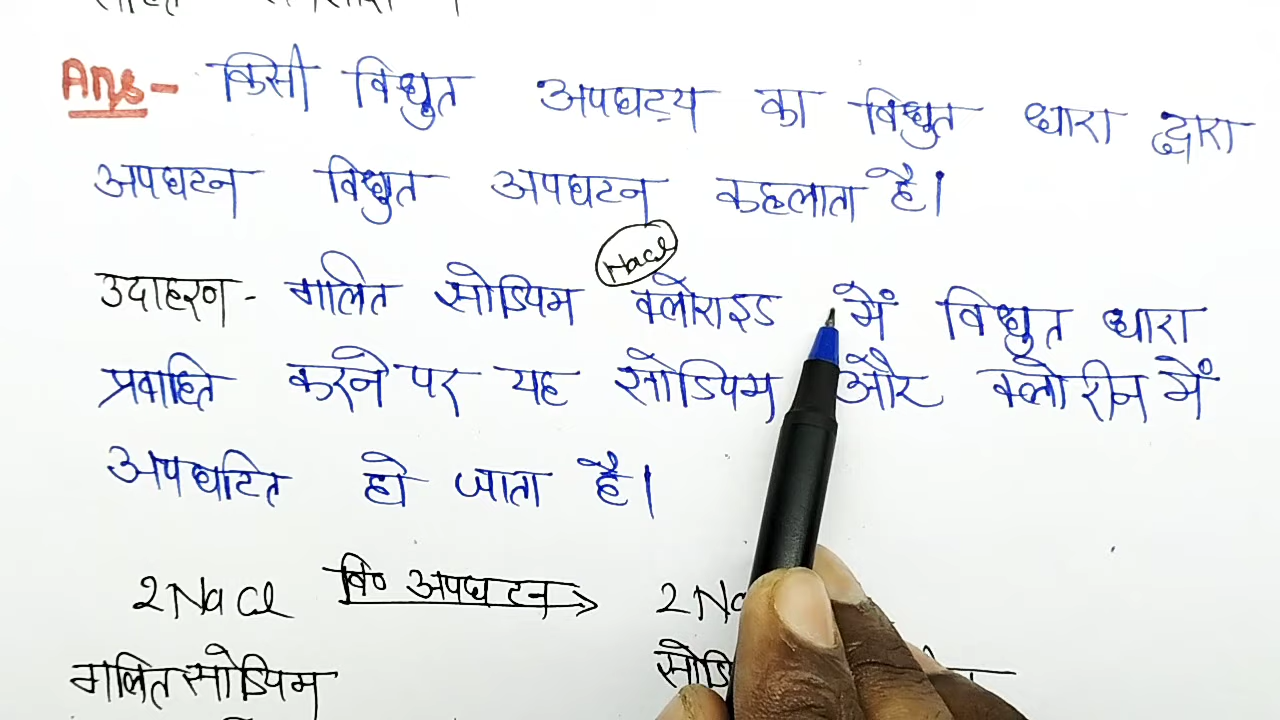 Ans- किसी विधुत अपघट्य का विधुत धारा द्वारा
अपघटन विधुत अपघटन कहलाता है।
NaCl
उदाहरण - गलित सोडियम क्लोराइड में विधुत धारा
प्रवाहित करने पर यह सोडियम और क्लोरीन में
अपघटित हो जाता है।
2NaCl वि० अपघटन 2Na
गलित सोडियम